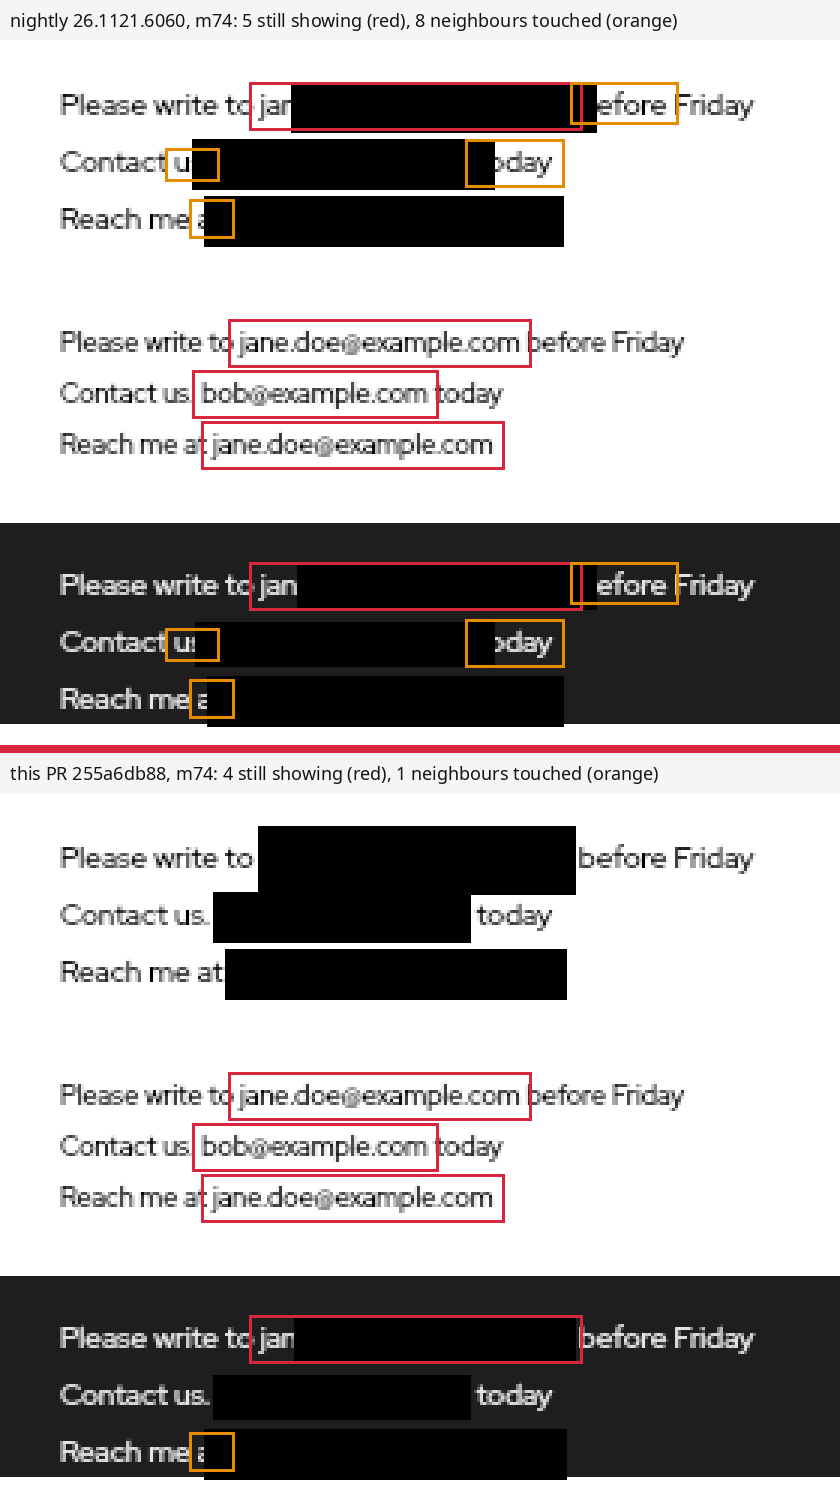 nightly 26.1121.6060, m74: 5 still showing (red), 8 neighbours touched (orange)
Please write to jan efore Friday
Contact us oday
Reach me a
Please write to jane.doe@example.com before Friday
Contact us. bob@example.com today
Reach me at jane.doe@example.com
Please write to jan efore Friday
Contact us oday
Reach me a
this PR 255a6db88, m74: 4 still showing (red), 1 neighbours touched (orange)
Please write to before Friday
Contact us. today
Reach me at
Please write to jane.doe@example.com before Friday
Contact us. bob@example.com today
Reach me at jane.doe@example.com
Please write to jan before Friday
Contact us. today
Reach me a